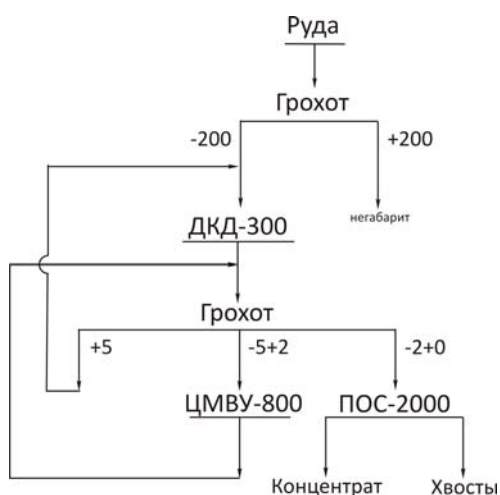 Руда
Грохот
-200
+200
негабарит
ДКД-300
Грохот
+5
-5+2
-2+0
ЦМВУ-800
ПОС-2000
Концентрат
Хвосты